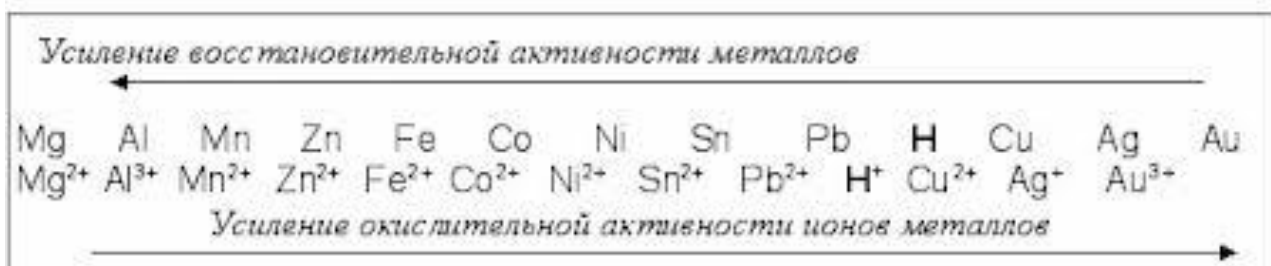 Усиление восстановительной активности металлов
Mg Al Mn Zn Fe Co Ni Sn Pb H Cu Ag Au
Mg²⁺ Al³⁺ Mn²⁺ Zn²⁺ Fe²⁺ Co²⁺ Ni²⁺ Sn²⁺ Pb²⁺ H⁺ Cu²⁺ Ag⁺ Au³⁺
Усиление окислительной активности ионов металлов